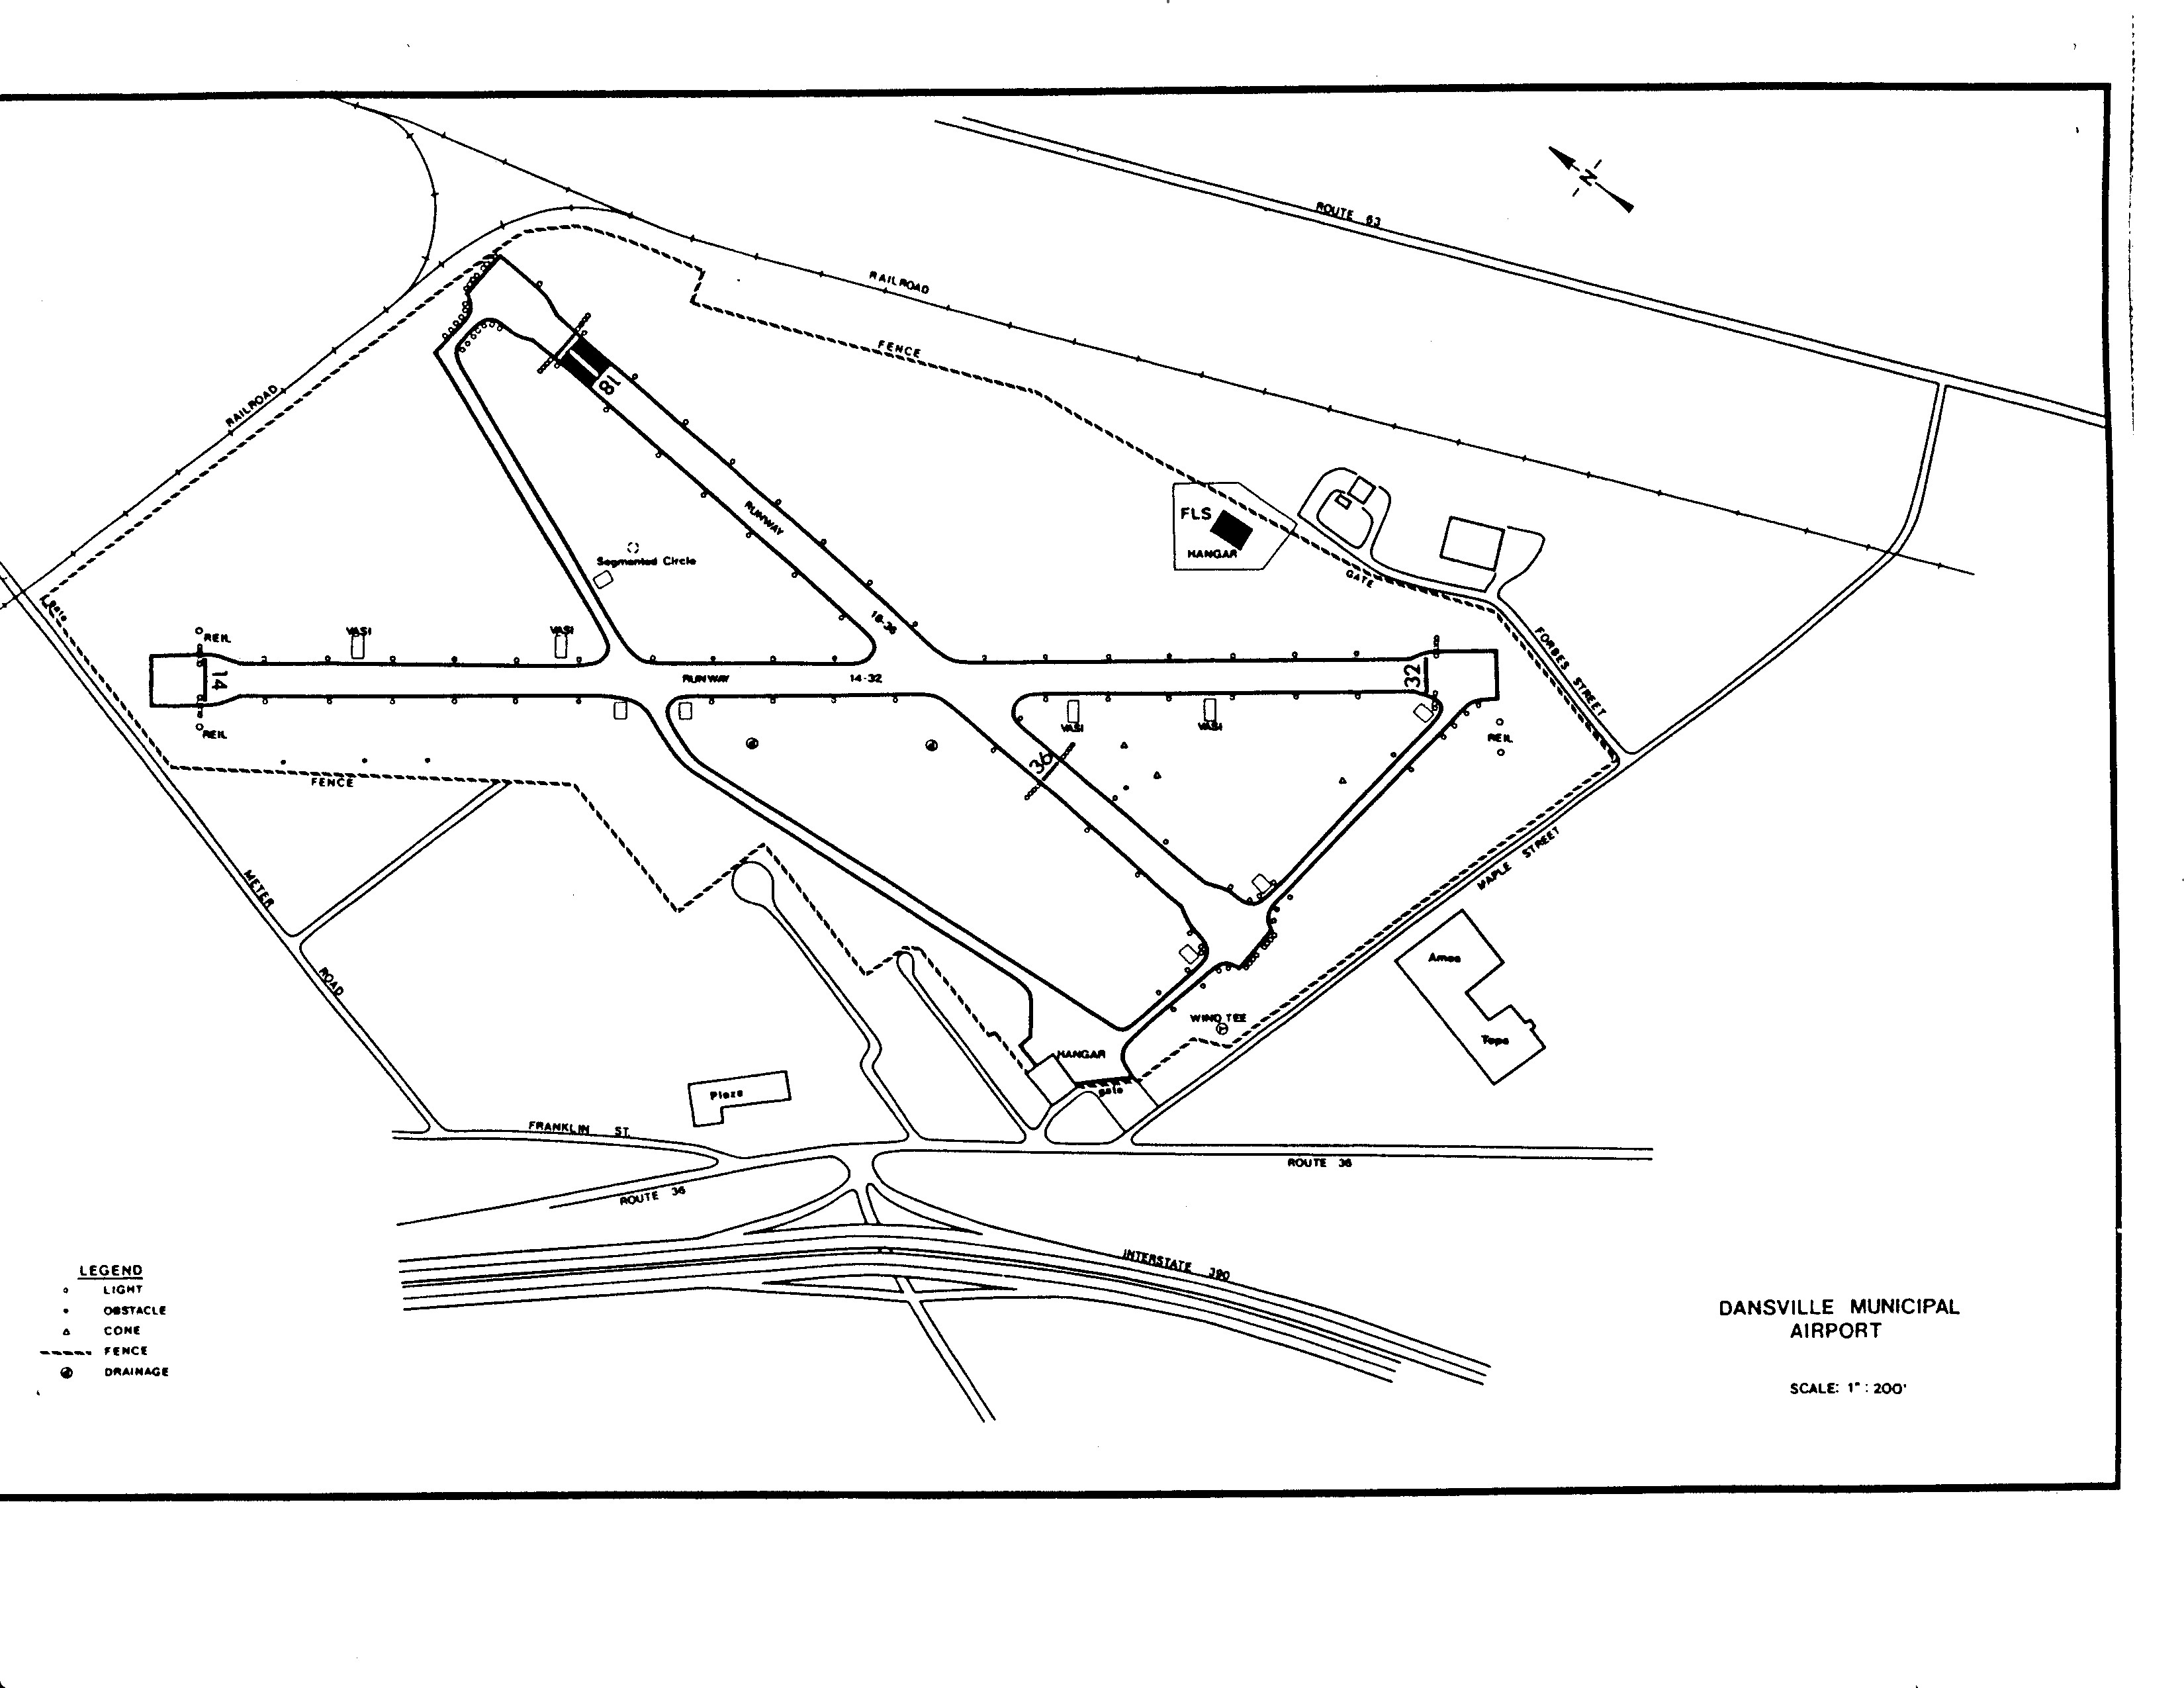 -N-
ROUTE 63
RAILROAD
FENCE
RAILROAD
18
FLS
HANGAR
GATE
RUNWAY
Segmented Circle
18-36
gate
REIL
VASI
VASI
FORBES STREET
14
RUNWAY 14-32
32
REIL
VASI
VASI
REIL
36
FENCE
MAPLE STREET
METER
ROAD
Ames
WIND TEE
Tops
HANGAR
gate
Plaza
FRANKLIN ST.
ROUTE 36
ROUTE 36
INTERSTATE 390
LEGEND
LIGHT
OBSTACLE
CONE
FENCE
DRAINAGE
DANSVILLE MUNICIPAL
AIRPORT
SCALE: 1" : 200'